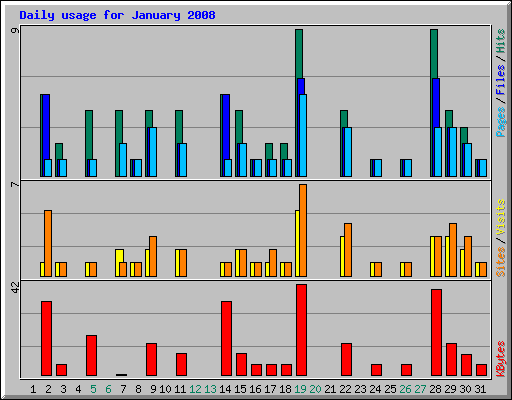 Daily usage for January 2008
9
Pages / Files / Hits
7
Sites / Visits
42
KBytes
1 2 3 4 5 6 7 8 9 10 11 12 13 14 15 16 17 18 19 20 21 22 23 24 25 26 27 28 29 30 31